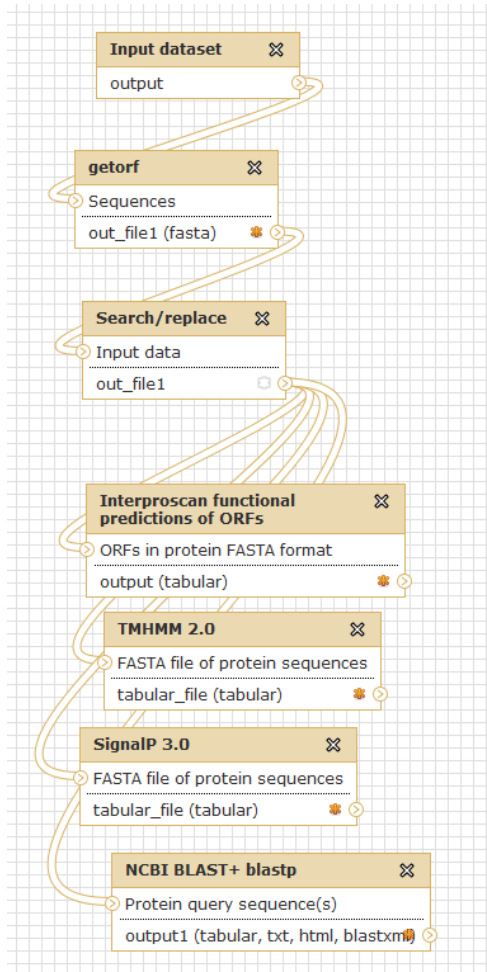 Input dataset
output
getorf
Sequences
out_file1 (fasta)
Search/replace
Input data
out_file1
Interproscan functional
predictions of ORFs
ORFs in protein FASTA format
output (tabular)
TMHMM 2.0
FASTA file of protein sequences
tabular_file (tabular)
SignalP 3.0
FASTA file of protein sequences
tabular_file (tabular)
NCBI BLAST+ blastp
Protein query sequence(s)
output1 (tabular, txt, html, blastxml)